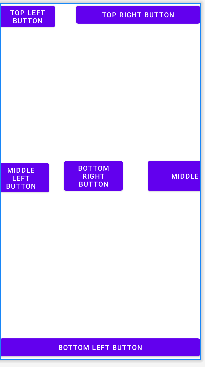 TOP LEFT
BUTTON
TOP RIGHT BUTTON
MIDDLE
LEFT
BUTTON
BOTTOM
RIGHT
BUTTON
MIDDLE
BOTTOM LEFT BUTTON